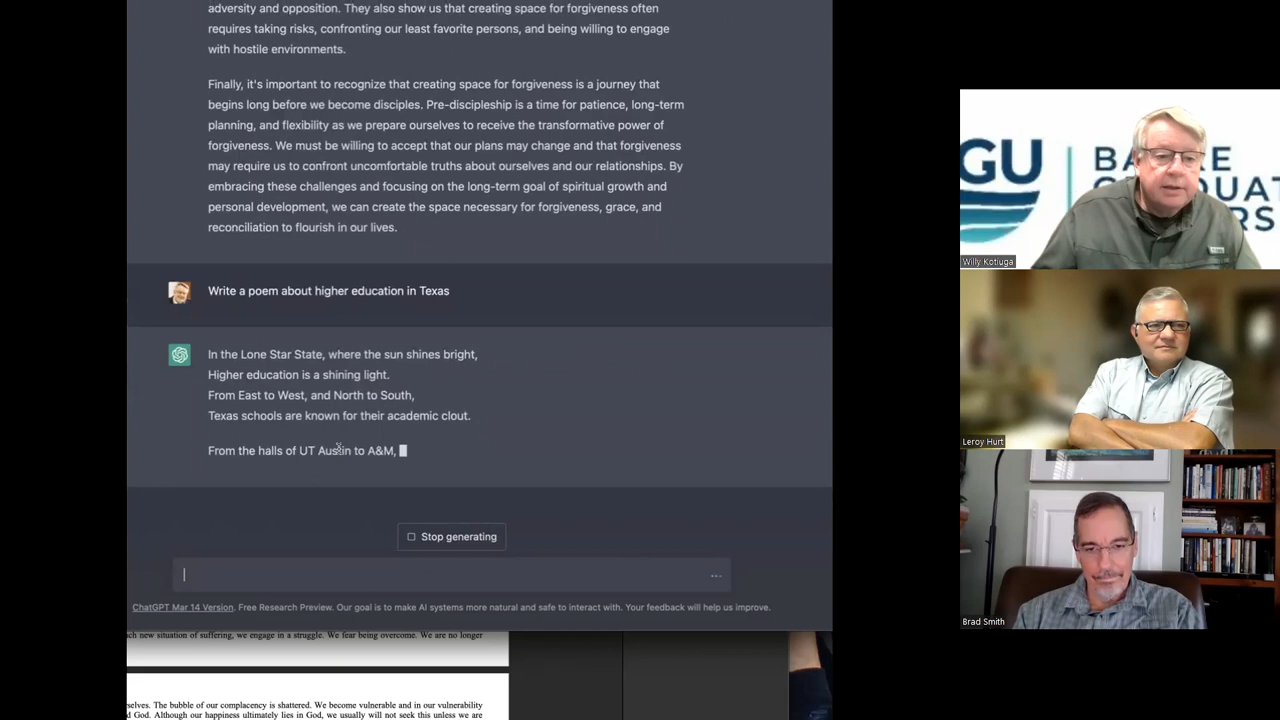 adversity and opposition. They also show us that creating space for forgiveness often
requires taking risks, confronting our least favorite persons, and being willing to engage
with hostile environments.
Finally, it's important to recognize that creating space for forgiveness is a journey that
begins long before we become disciples. Pre-discipleship is a time for patience, long-term
planning, and flexibility as we prepare ourselves to receive the transformative power of
forgiveness. We must be willing to accept that our plans may change and that forgiveness
may require us to confront uncomfortable truths about ourselves and our relationships. By
embracing these challenges and focusing on the long-term goal of spiritual growth and
personal development, we can create the space necessary for forgiveness, grace, and
reconciliation to flourish in our lives.
Write a poem about higher education in Texas
In the Lone Star State, where the sun shines bright,
Higher education is a shining light.
From East to West, and North to South,
Texas schools are known for their academic clout.
From the halls of UT Austin to A&M,
Stop generating
ChatGPT Mar 14 Version. Free Research Preview. Our goal is to make AI systems more natural and safe to interact with. Your feedback will help us improve.
new situation of suffering, we engage in a struggle. We fear being overcome. We are no longer
The bubble of our complacency is shattered. We become vulnerable and in our vulnerability
God. Although our happiness ultimately lies in God, we usually will not seek this unless we are
GU
Willy Kotiuga
Leroy Hurt
Brad Smith